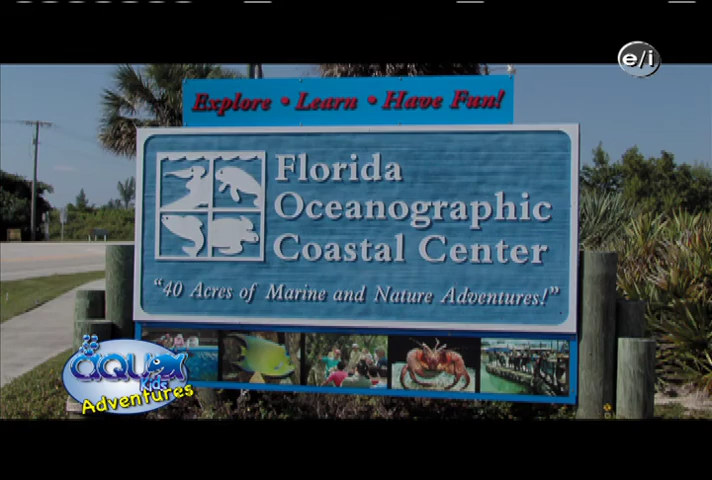 e/i
Explore • Learn • Have Fun!
Florida
Oceanographic
Coastal Center
"40 Acres of Marine and Nature Adventures!"
AQUA
Kids
Adventures